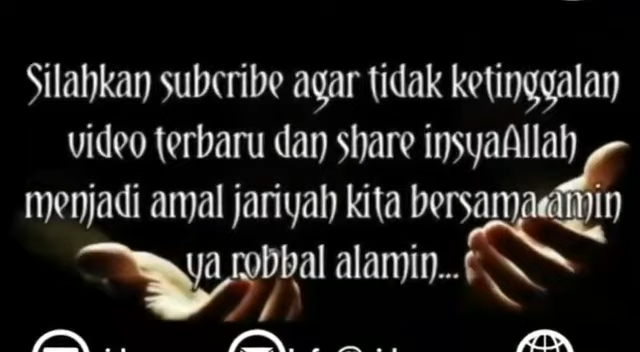 Silahkan subcribe agar tidak ketinggalan
video terbaru dan share insyaAllah
menjadi amal jariyah kita bersama amin
ya robbal alamin...